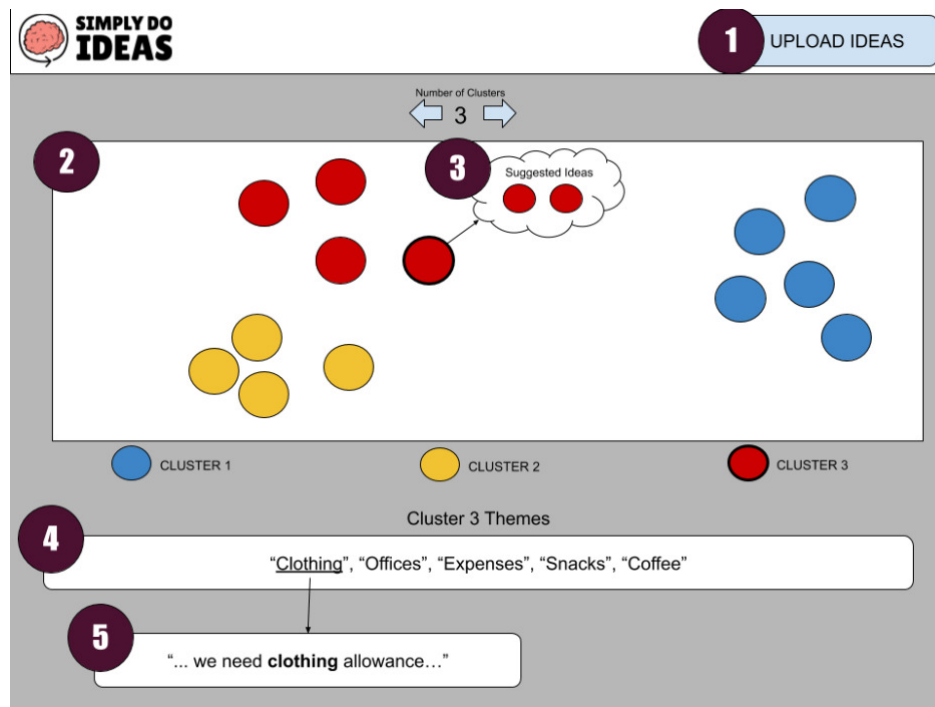 SIMPLY DO
IDEAS
1
UPLOAD IDEAS
Number of Clusters
3
2
3
Suggested Ideas
CLUSTER 1
CLUSTER 2
CLUSTER 3
4
Cluster 3 Themes
“Clothing”, “Offices”, “Expenses”, “Snacks”, “Coffee”
5
“... we need clothing allowance…”